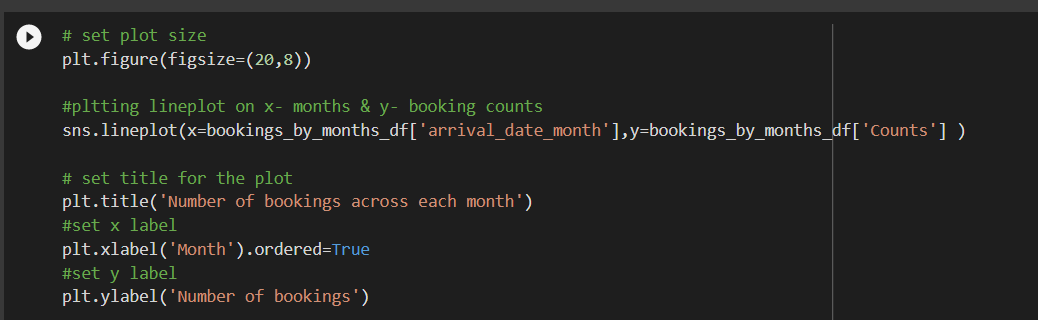 # set plot size
plt.figure(figsize=(20,8))
#pltting lineplot on x- months & y- booking counts
sns.lineplot(x=bookings_by_months_df['arrival_date_month'],y=bookings_by_months_df['Counts'] )
# set title for the plot
plt.title('Number of bookings across each month')
#set x label
plt.xlabel('Month').ordered=True
#set y label
plt.ylabel('Number of bookings')